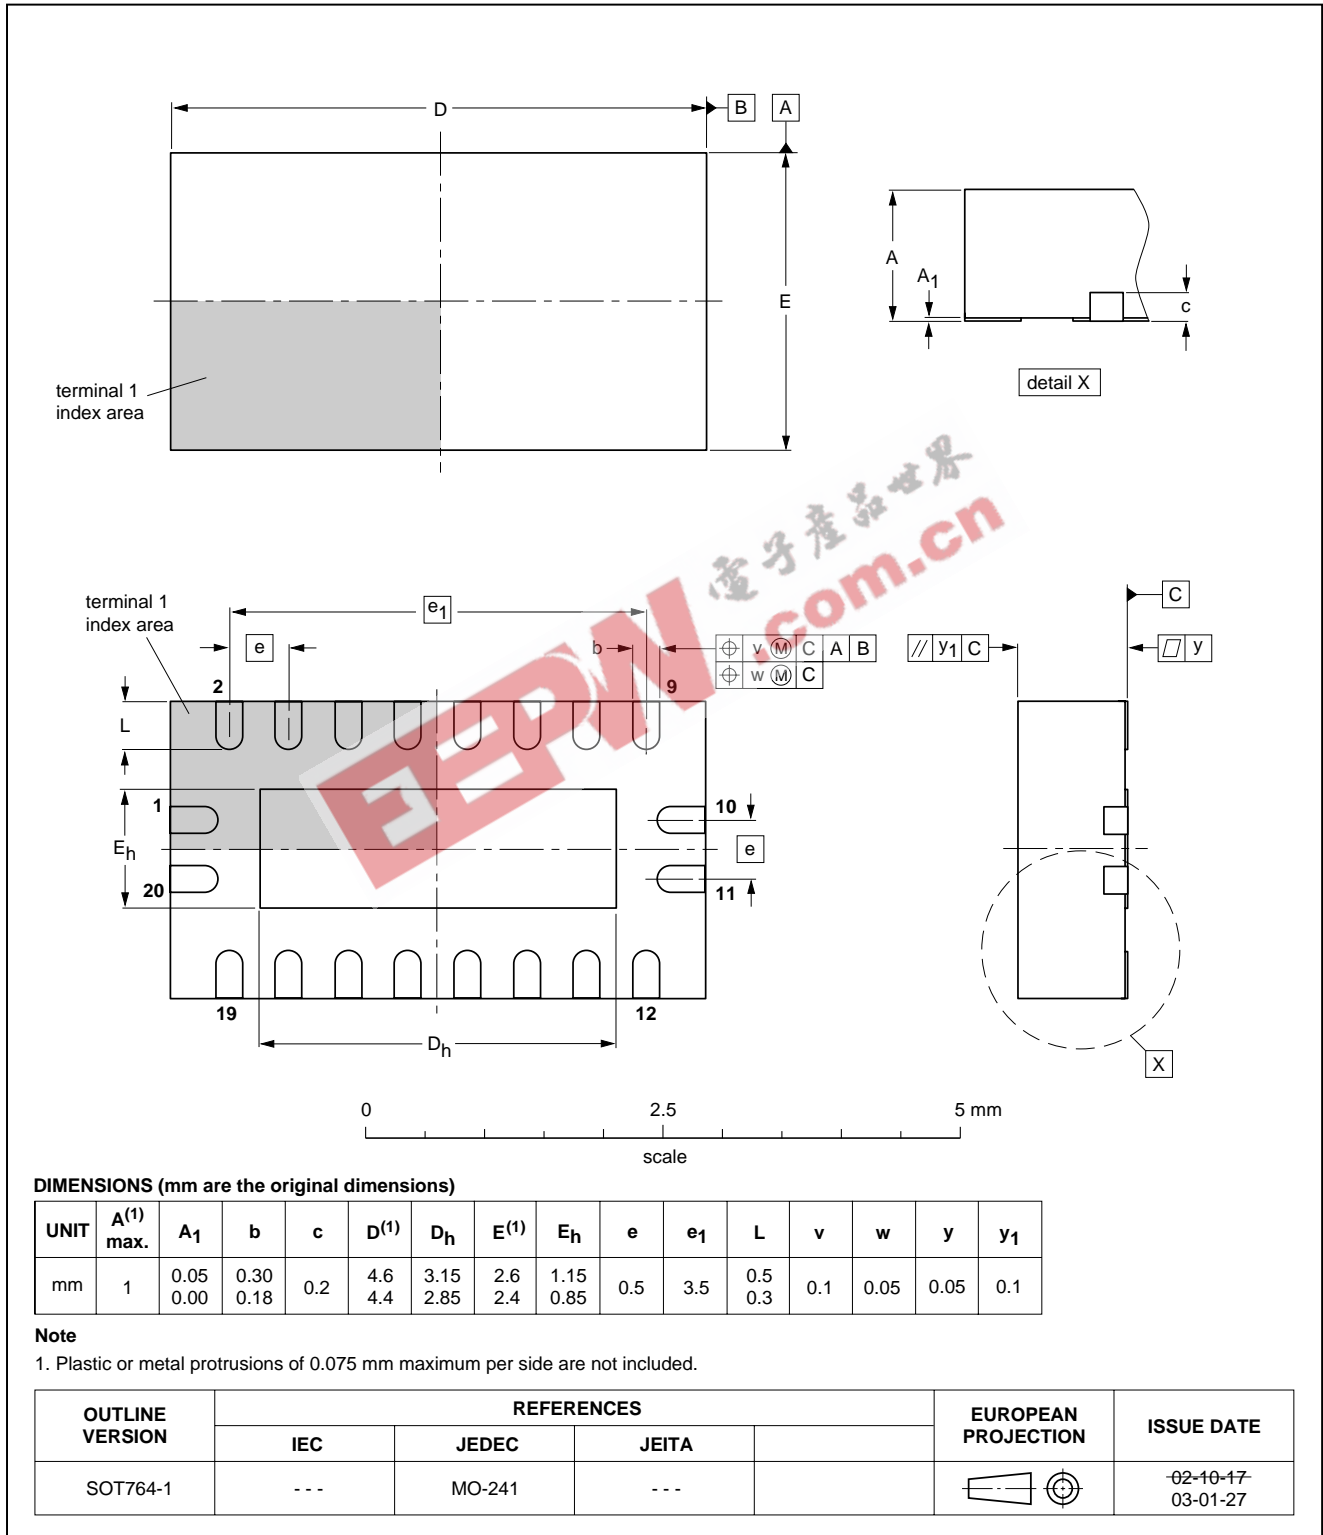 D
B
A
E
terminal 1
index area
A
A1
c
detail X
terminal 1
index area
e1
e
b
v M C A B
w M C
y1 C
C
y
2
9
L
1
10
Eh
e
20
11
19
12
Dh
X
0 2.5 5 mm
scale
電子產品世界
EEPW.com.cn
DIMENSIONS (mm are the original dimensions)
UNIT A(1) max. A1 b c D(1) Dh E(1) Eh e e1 L v w y y1
mm 1 0.05 0.00 0.30 0.18 0.2 4.6 4.4 3.15 2.85 2.6 2.4 1.15 0.85 0.5 3.5 0.5 0.3 0.1 0.05 0.05 0.1
Note
1. Plastic or metal protrusions of 0.075 mm maximum per side are not included.
OUTLINE VERSION REFERENCES EUROPEAN PROJECTION ISSUE DATE
IEC JEDEC JEITA
SOT764-1 - - - MO-241 - - - 02-10-17
03-01-27